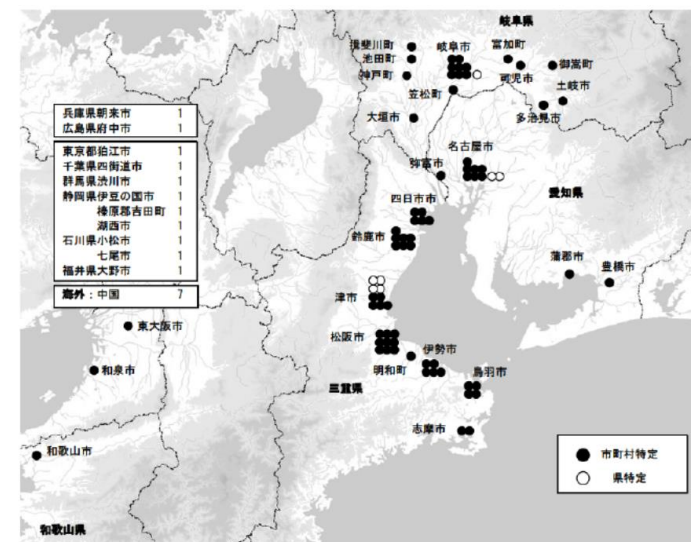 岐阜県
揖斐川町
岐阜市
富加町
池田町
御嵩町
神戸町
可児市
土岐市
笠松町
多治見市
大垣市
兵庫県朝来市 1
広島県府中市 1
東京都狛江市 1
千葉県四街道市 1
群馬県渋川市 1
静岡県伊豆の国市 1
榛原郡吉田町 1
湖西市 1
石川県小松市 1
七尾市 1
福井県大野市 1
海外：中国 7
名古屋市
弥富市
愛知県
四日市市
鈴鹿市
蒲郡市
豊橋市
津市
東大阪市
松阪市
伊勢市
明和町
鳥羽市
和泉市
三重県
志摩市
和歌山市
和歌山県
● 市町村特定
○ 県特定